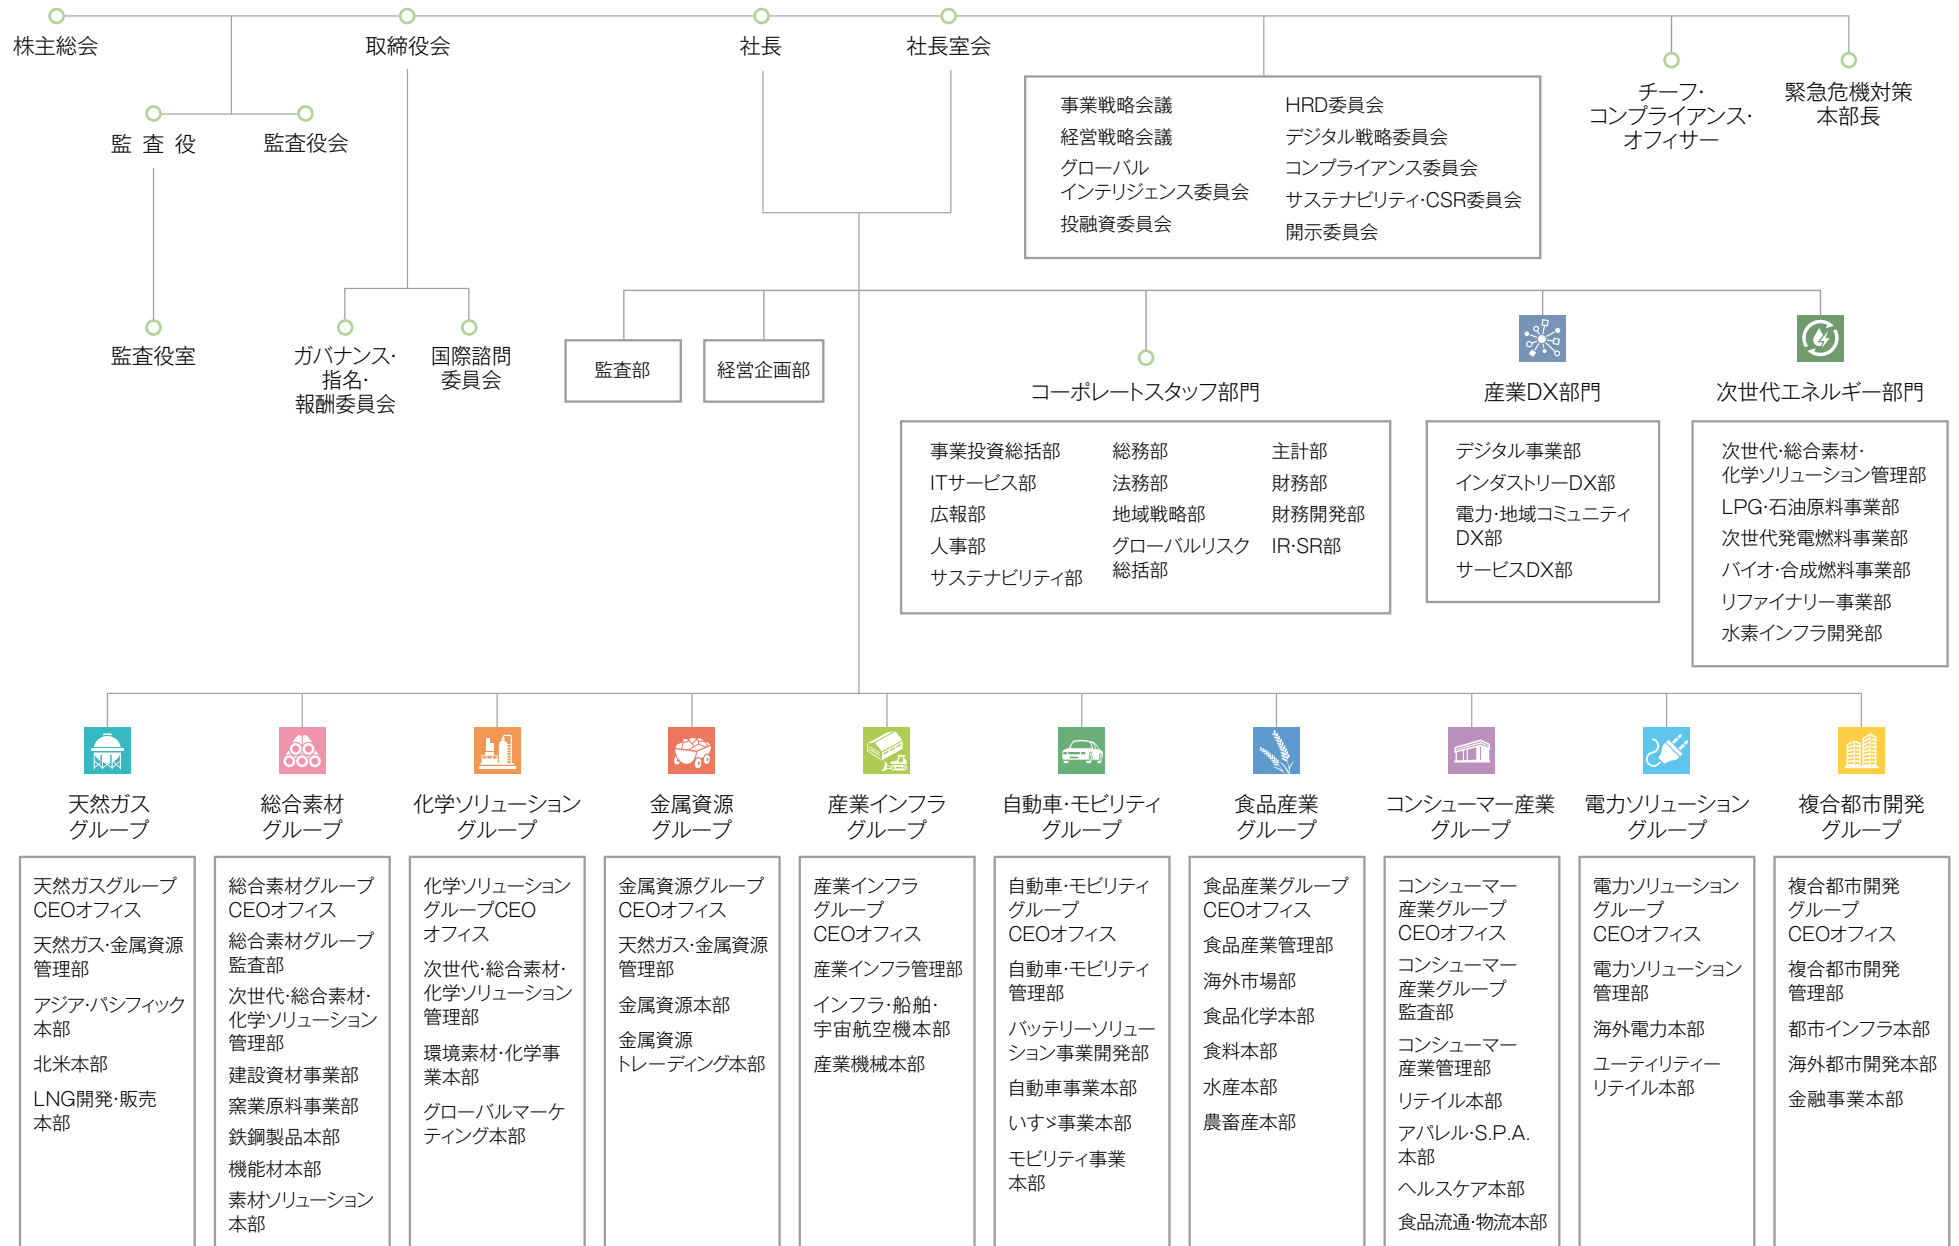 株主総会
取締役会
社長
社長室会
監査役
監査役会
監査役室
ガバナンス・
指名・
報酬委員会
国際諮問
委員会
事業戦略会議
経営戦略会議
グローバル
インテリジェンス委員会
投融資委員会
HRD委員会
デジタル戦略委員会
コンプライアンス委員会
サステナビリティ・CSR委員会
開示委員会
チーフ・
コンプライアンス・
オフィサー
緊急危機対策
本部長
監査部
経営企画部
コーポレートスタッフ部門
事業投資総括部
ITサービス部
広報部
人事部
サステナビリティ部
総務部
法務部
地域戦略部
グローバルリスク
総括部
主計部
財務部
財務開発部
IR・SR部
産業DX部門
デジタル事業部
インダストリーDX部
電力・地域コミュニティ
DX部
サービスDX部
次世代エネルギー部門
次世代・総合素材・
化学ソリューション管理部
LPG・石油原料事業部
次世代発電燃料事業部
バイオ・合成燃料事業部
リファイナリー事業部
水素インフラ開発部
天然ガス
グループ
天然ガスグループ
CEOオフィス
天然ガス・金属資源
管理部
アジア・パシフィック
本部
北米本部
LNG開発・販売
本部
総合素材
グループ
総合素材グループ
CEOオフィス
総合素材グループ
監査部
次世代・総合素材・
化学ソリューション
管理部
建設資材事業部
窯業原料事業部
鉄鋼製品本部
機能材本部
素材ソリューション
本部
化学ソリューション
グループ
化学ソリューション
グループCEO
オフィス
次世代・総合素材・
化学ソリューション
管理部
環境素材・化学事
業本部
グローバルマーケ
ティング本部
金属資源
グループ
金属資源グループ
CEOオフィス
天然ガス・金属資源
管理部
金属資源本部
金属資源
トレーディング本部
産業インフラ
グループ
産業インフラ
グループ
CEOオフィス
産業インフラ管理部
インフラ・船舶・
宇宙航空機本部
産業機械本部
自動車・モビリティ
グループ
自動車・モビリティ
グループ
CEOオフィス
自動車・モビリティ
管理部
バッテリーソリュー
ション事業開発部
自動車事業本部
いすゞ事業本部
モビリティ事業
本部
食品産業
グループ
食品産業グループ
CEOオフィス
食品産業管理部
海外市場部
食品化学本部
食料本部
水産本部
農畜産本部
コンシューマー産業
グループ
コンシューマー
産業グループ
CEOオフィス
コンシューマー
産業グループ
監査部
コンシューマー
産業管理部
リテイル本部
アパレル・S.P.A.
本部
ヘルスケア本部
食品流通・物流本部
電力ソリューション
グループ
電力ソリューション
グループ
CEOオフィス
電力ソリューション
管理部
海外電力本部
ユーティリティー
リテイル本部
複合都市開発
グループ
複合都市開発
グループ
CEOオフィス
複合都市開発
管理部
都市インフラ本部
海外都市開発本部
金融事業本部